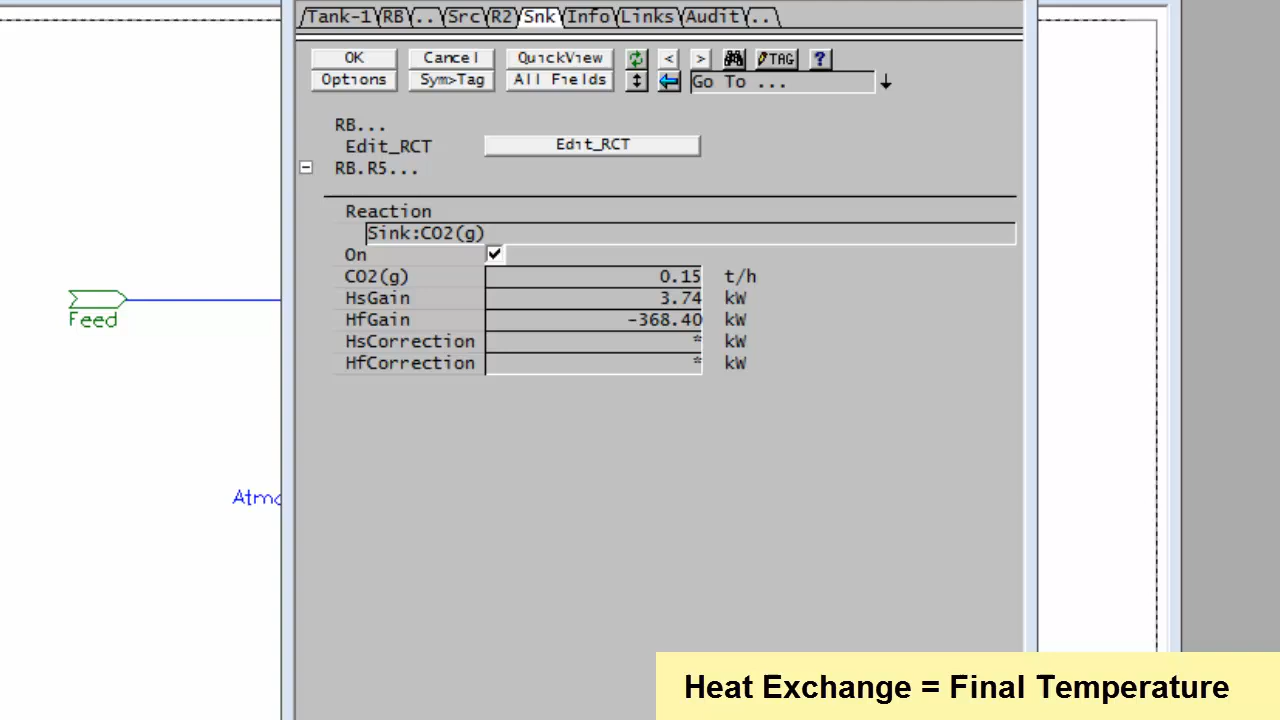 Tank-1 RB .. Src R2 Snk Info Links Audit ..
OK Cancel QuickView < > TAG ?
Options Sym>Tag All Fields Go To ...
RB...
Edit_RCT Edit_RCT
RB.R5...
Reaction
Sink:CO2(g)
On
CO2(g) 0.15 t/h
HsGain 3.74 kW
HfGain -368.40 kW
HsCorrection * kW
HfCorrection * kW
Feed
Heat Exchange = Final Temperature